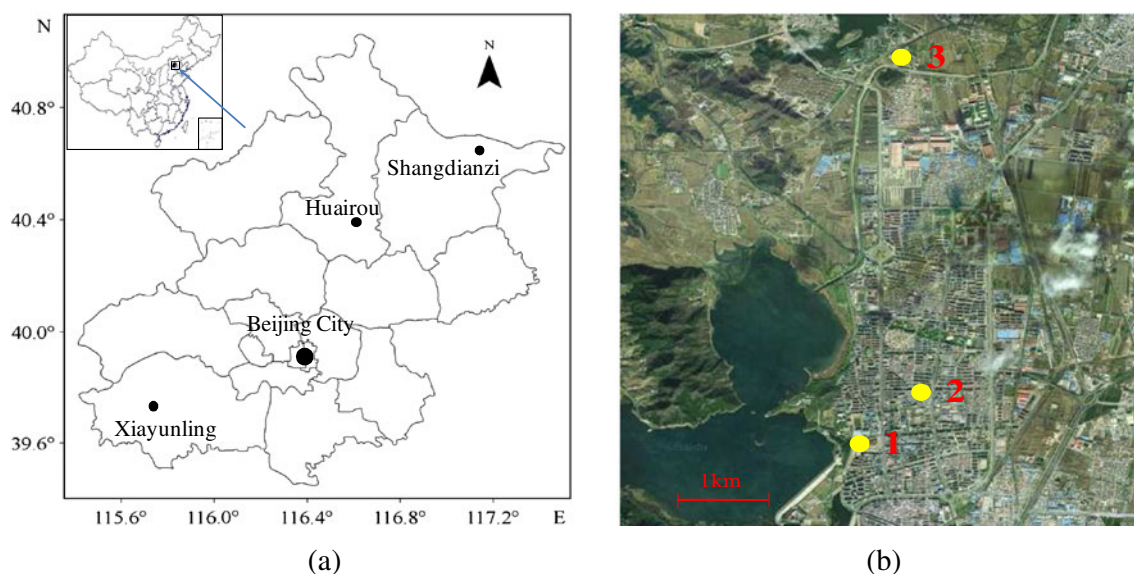 N
N
40.8
Shangdianzi
Huairou
40.4
40.0
Beijing City
39.6
Xiayunling
115.6 116.0 116.4 116.8 117.2 E
(a)
3
2
1
1km
(b)